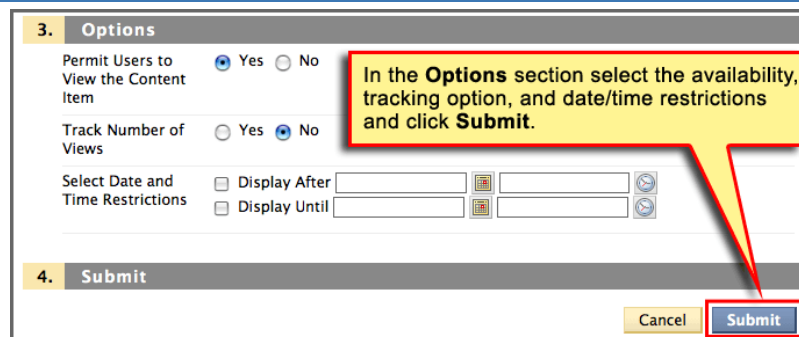 3. Options
Permit Users to
View the Content
Item
Yes No
In the Options section select the availability,
tracking option, and date/time restrictions
and click Submit.
Track Number of
Views
Yes No
Select Date and
Time Restrictions
Display After
Display Until
4. Submit
Cancel Submit